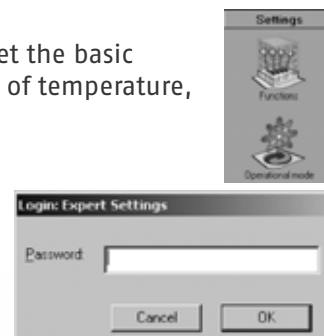 et the basic
of temperature,
Settings
Functions
Operational mode
Login: Expert Settings
Password:
Cancel
OK